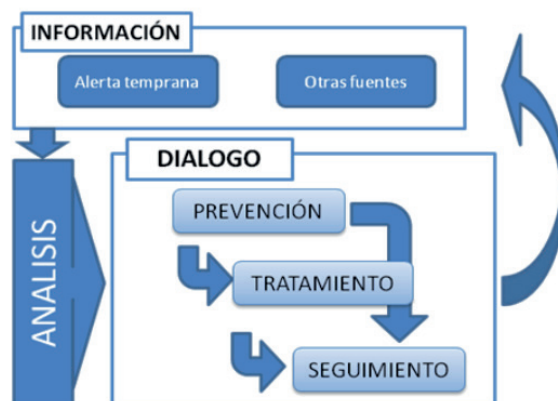 INFORMACIÓN
Alerta temprana
Otras fuentes
ANALISIS
DIALOGO
PREVENCIÓN
TRATAMIENTO
SEGUIMIENTO